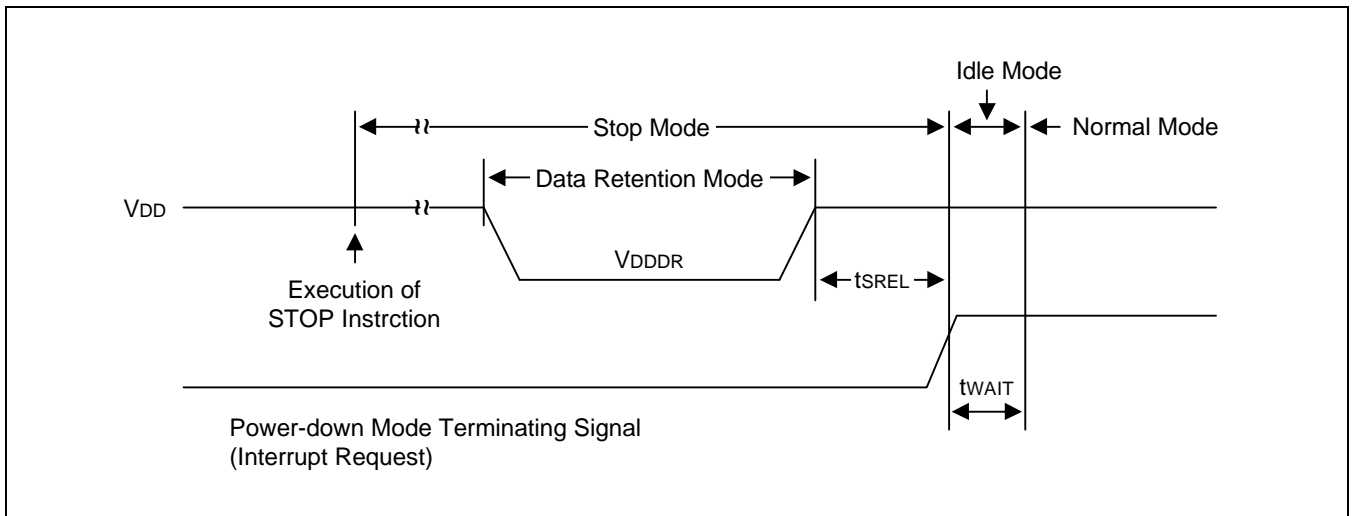 Idle Mode
Stop Mode
Normal Mode
Data Retention Mode
VDD
VDDDR
tSREL
Execution of
STOP Instrction
tWAIT
Power-down Mode Terminating Signal
(Interrupt Request)